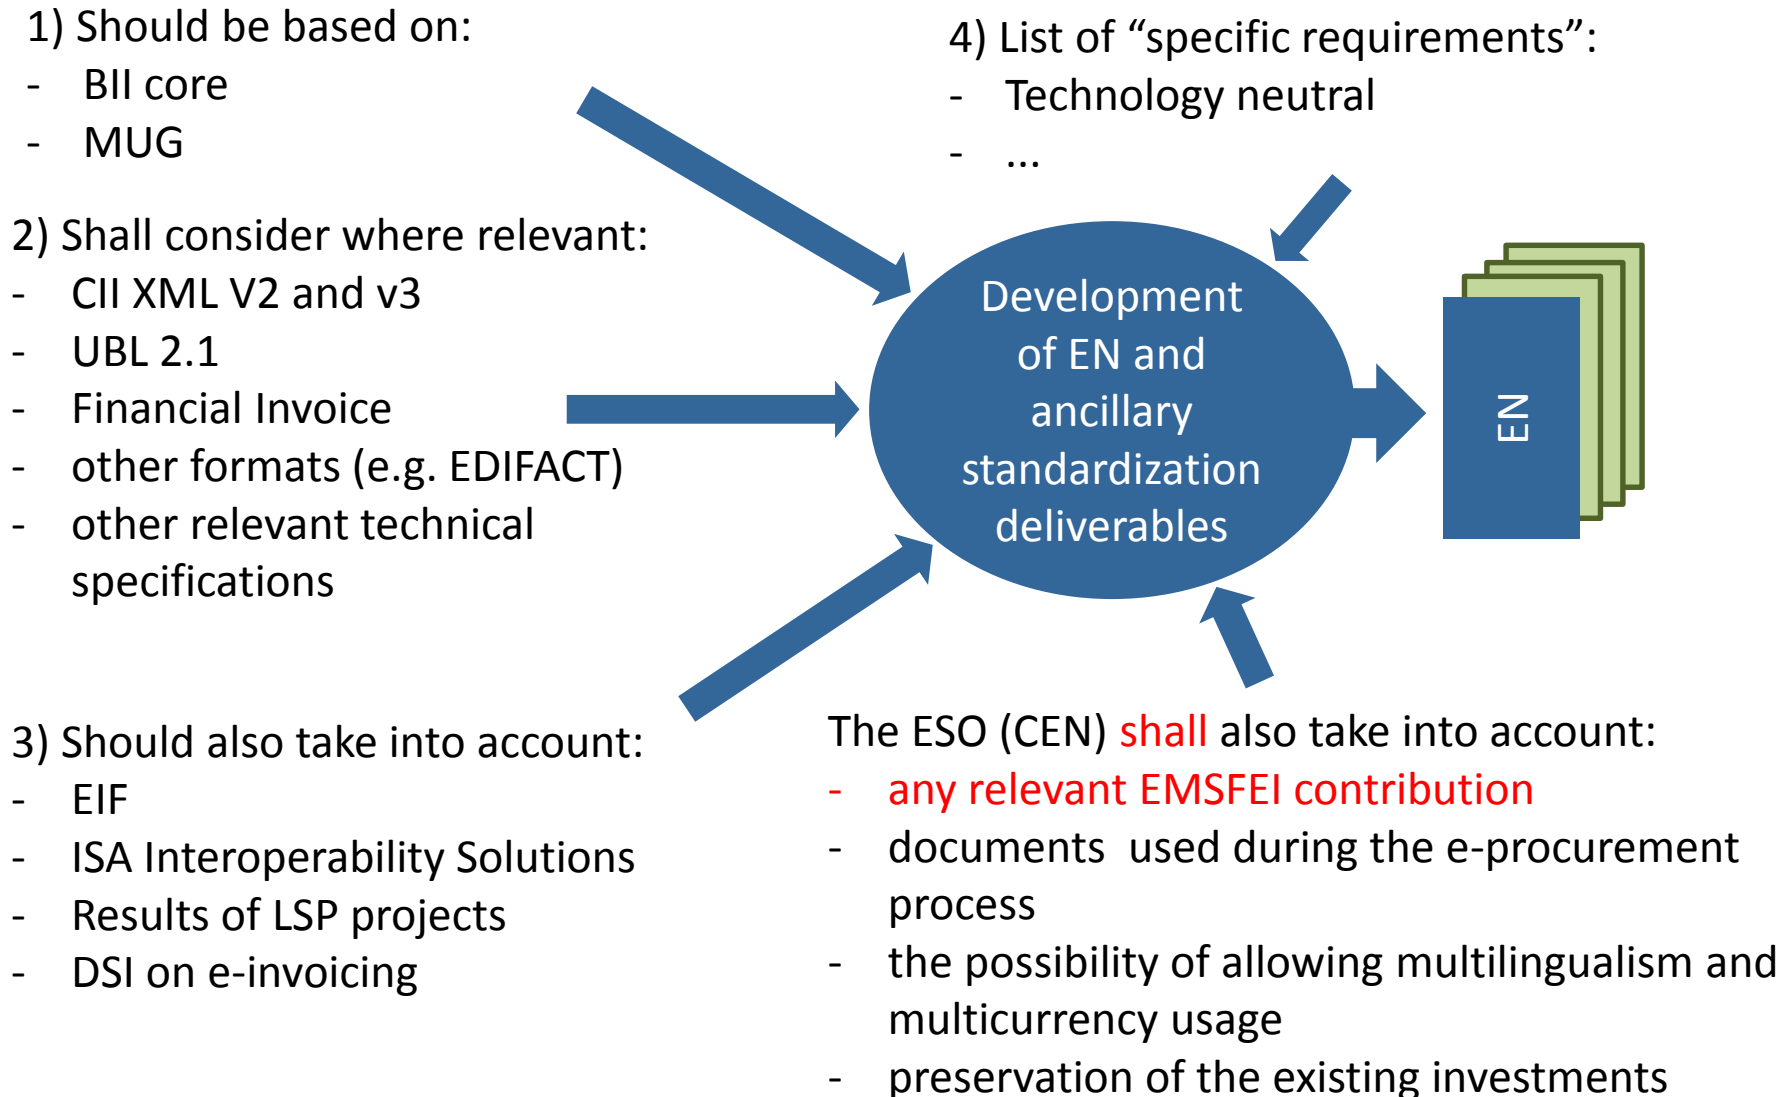 1) Should be based on:
- BII core
- MUG
2) Shall consider where relevant:
- CII XML V2 and v3
- UBL 2.1
- Financial Invoice
- other formats (e.g. EDIFACT)
- other relevant technical
specifications
3) Should also take into account:
- EIF
- ISA Interoperability Solutions
- Results of LSP projects
- DSI on e-invoicing
4) List of “specific requirements”:
- Technology neutral
- ...
Development
of EN and
ancillary
standardization
deliverables
EN
The ESO (CEN) shall also take into account:
- any relevant EMSFEI contribution
- documents  used during the e-procurement
process
- the possibility of allowing multilingualism and
multicurrency usage
- preservation of the existing investments